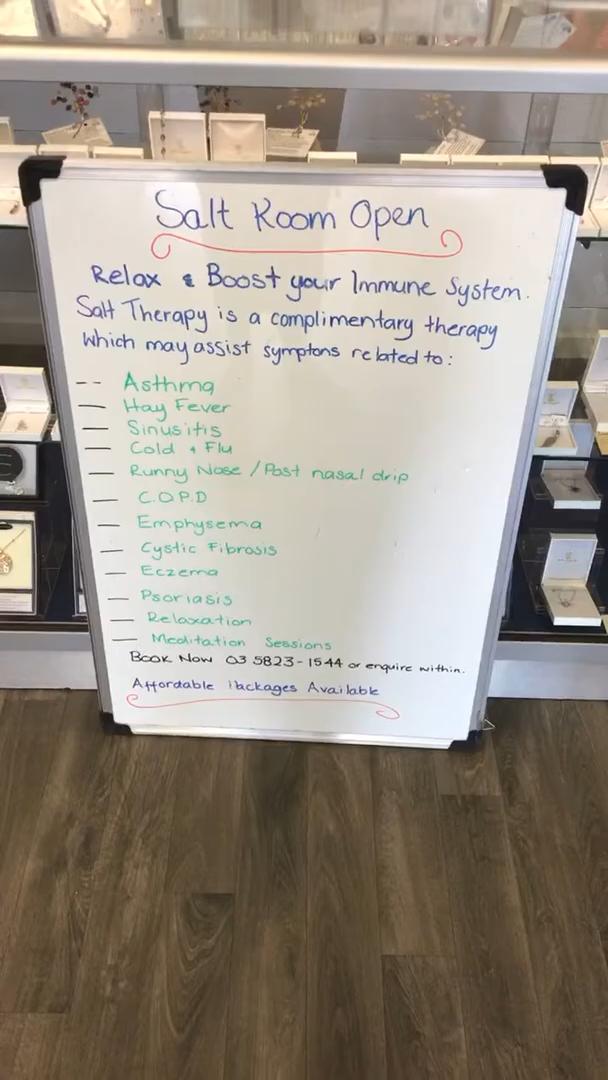 Salt Room Open
Relax & Boost your Immune System.
Salt Therapy is a complimentary therapy
which may assist symptons related to:
-- Asthma
— Hay Fever
— Sinusitis
— Cold + Flu
— Runny Nose / Post nasal drip
— C.O.P.D
— Emphysema
— Cystic Fibrosis
— Eczema
— Psoriasis
— Relaxation
— Meditation Sessions
Book Now 03 5823-1544 or enquire within.
Affordable Packages Available